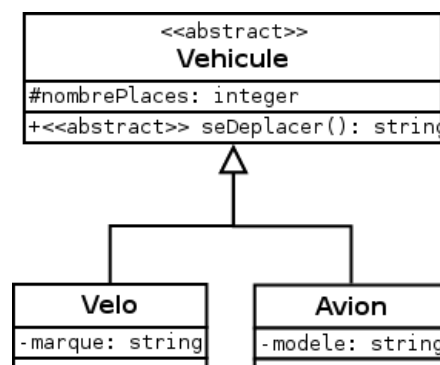 <<abstract>>
Vehicule
#nombrePlaces: integer
+<<abstract>> seDeplacer(): string
Velo
Avion
-marque: string
-modele: string